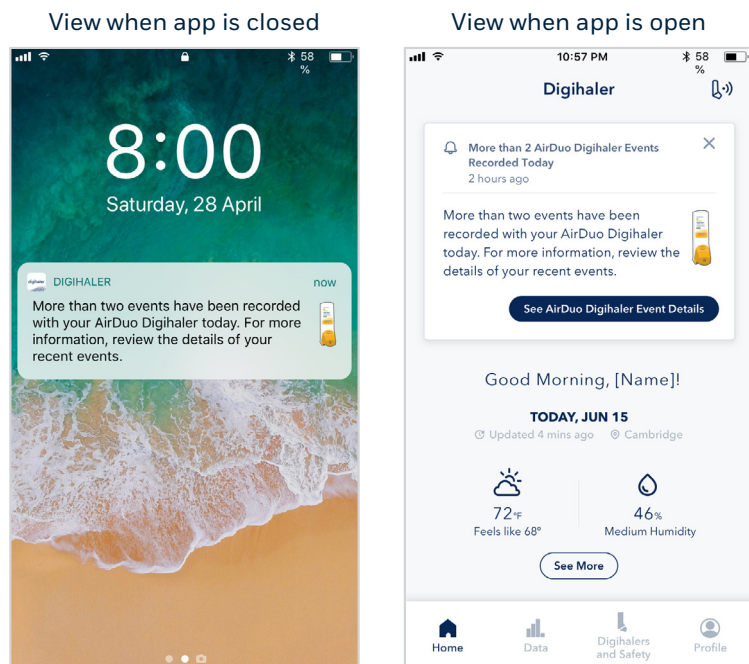 View when app is closed
58
%
8:00
Saturday, 28 April
DIGIHALER
now
More than two events have been recorded
with your AirDuo Digihaler today. For more
information, review the details of your
recent events.
View when app is open
10:57 PM
58
%
Digihaler
More than 2 AirDuo Digihaler Events
Recorded Today
2 hours ago
More than two events have been
recorded with your AirDuo Digihaler
today. For more information, review the
details of your recent events.
See AirDuo Digihaler Event Details
Good Morning, [Name]!
TODAY, JUN 15
Updated 4 mins ago Cambridge
72°F
Feels like 68°
46%
Medium Humidity
See More
Home
Data
Digihalers
and Safety
Profile